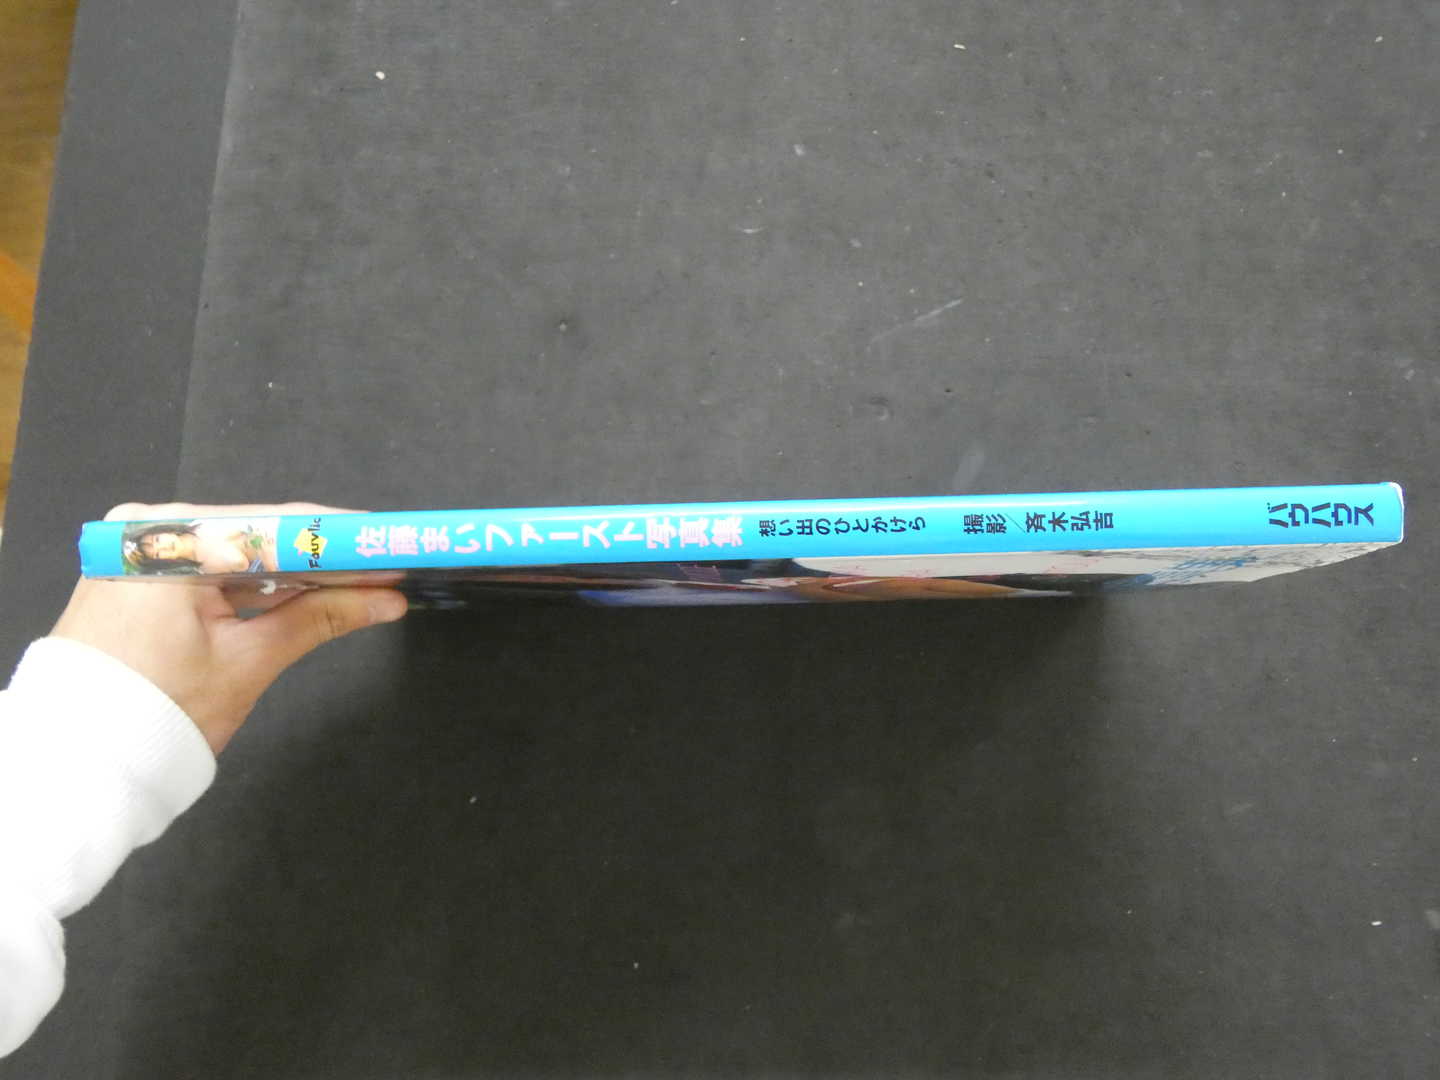 Fauvlic
佐藤まいファースト写真集
想い出のひとかけら
撮影／斉木弘吉
バウハウス